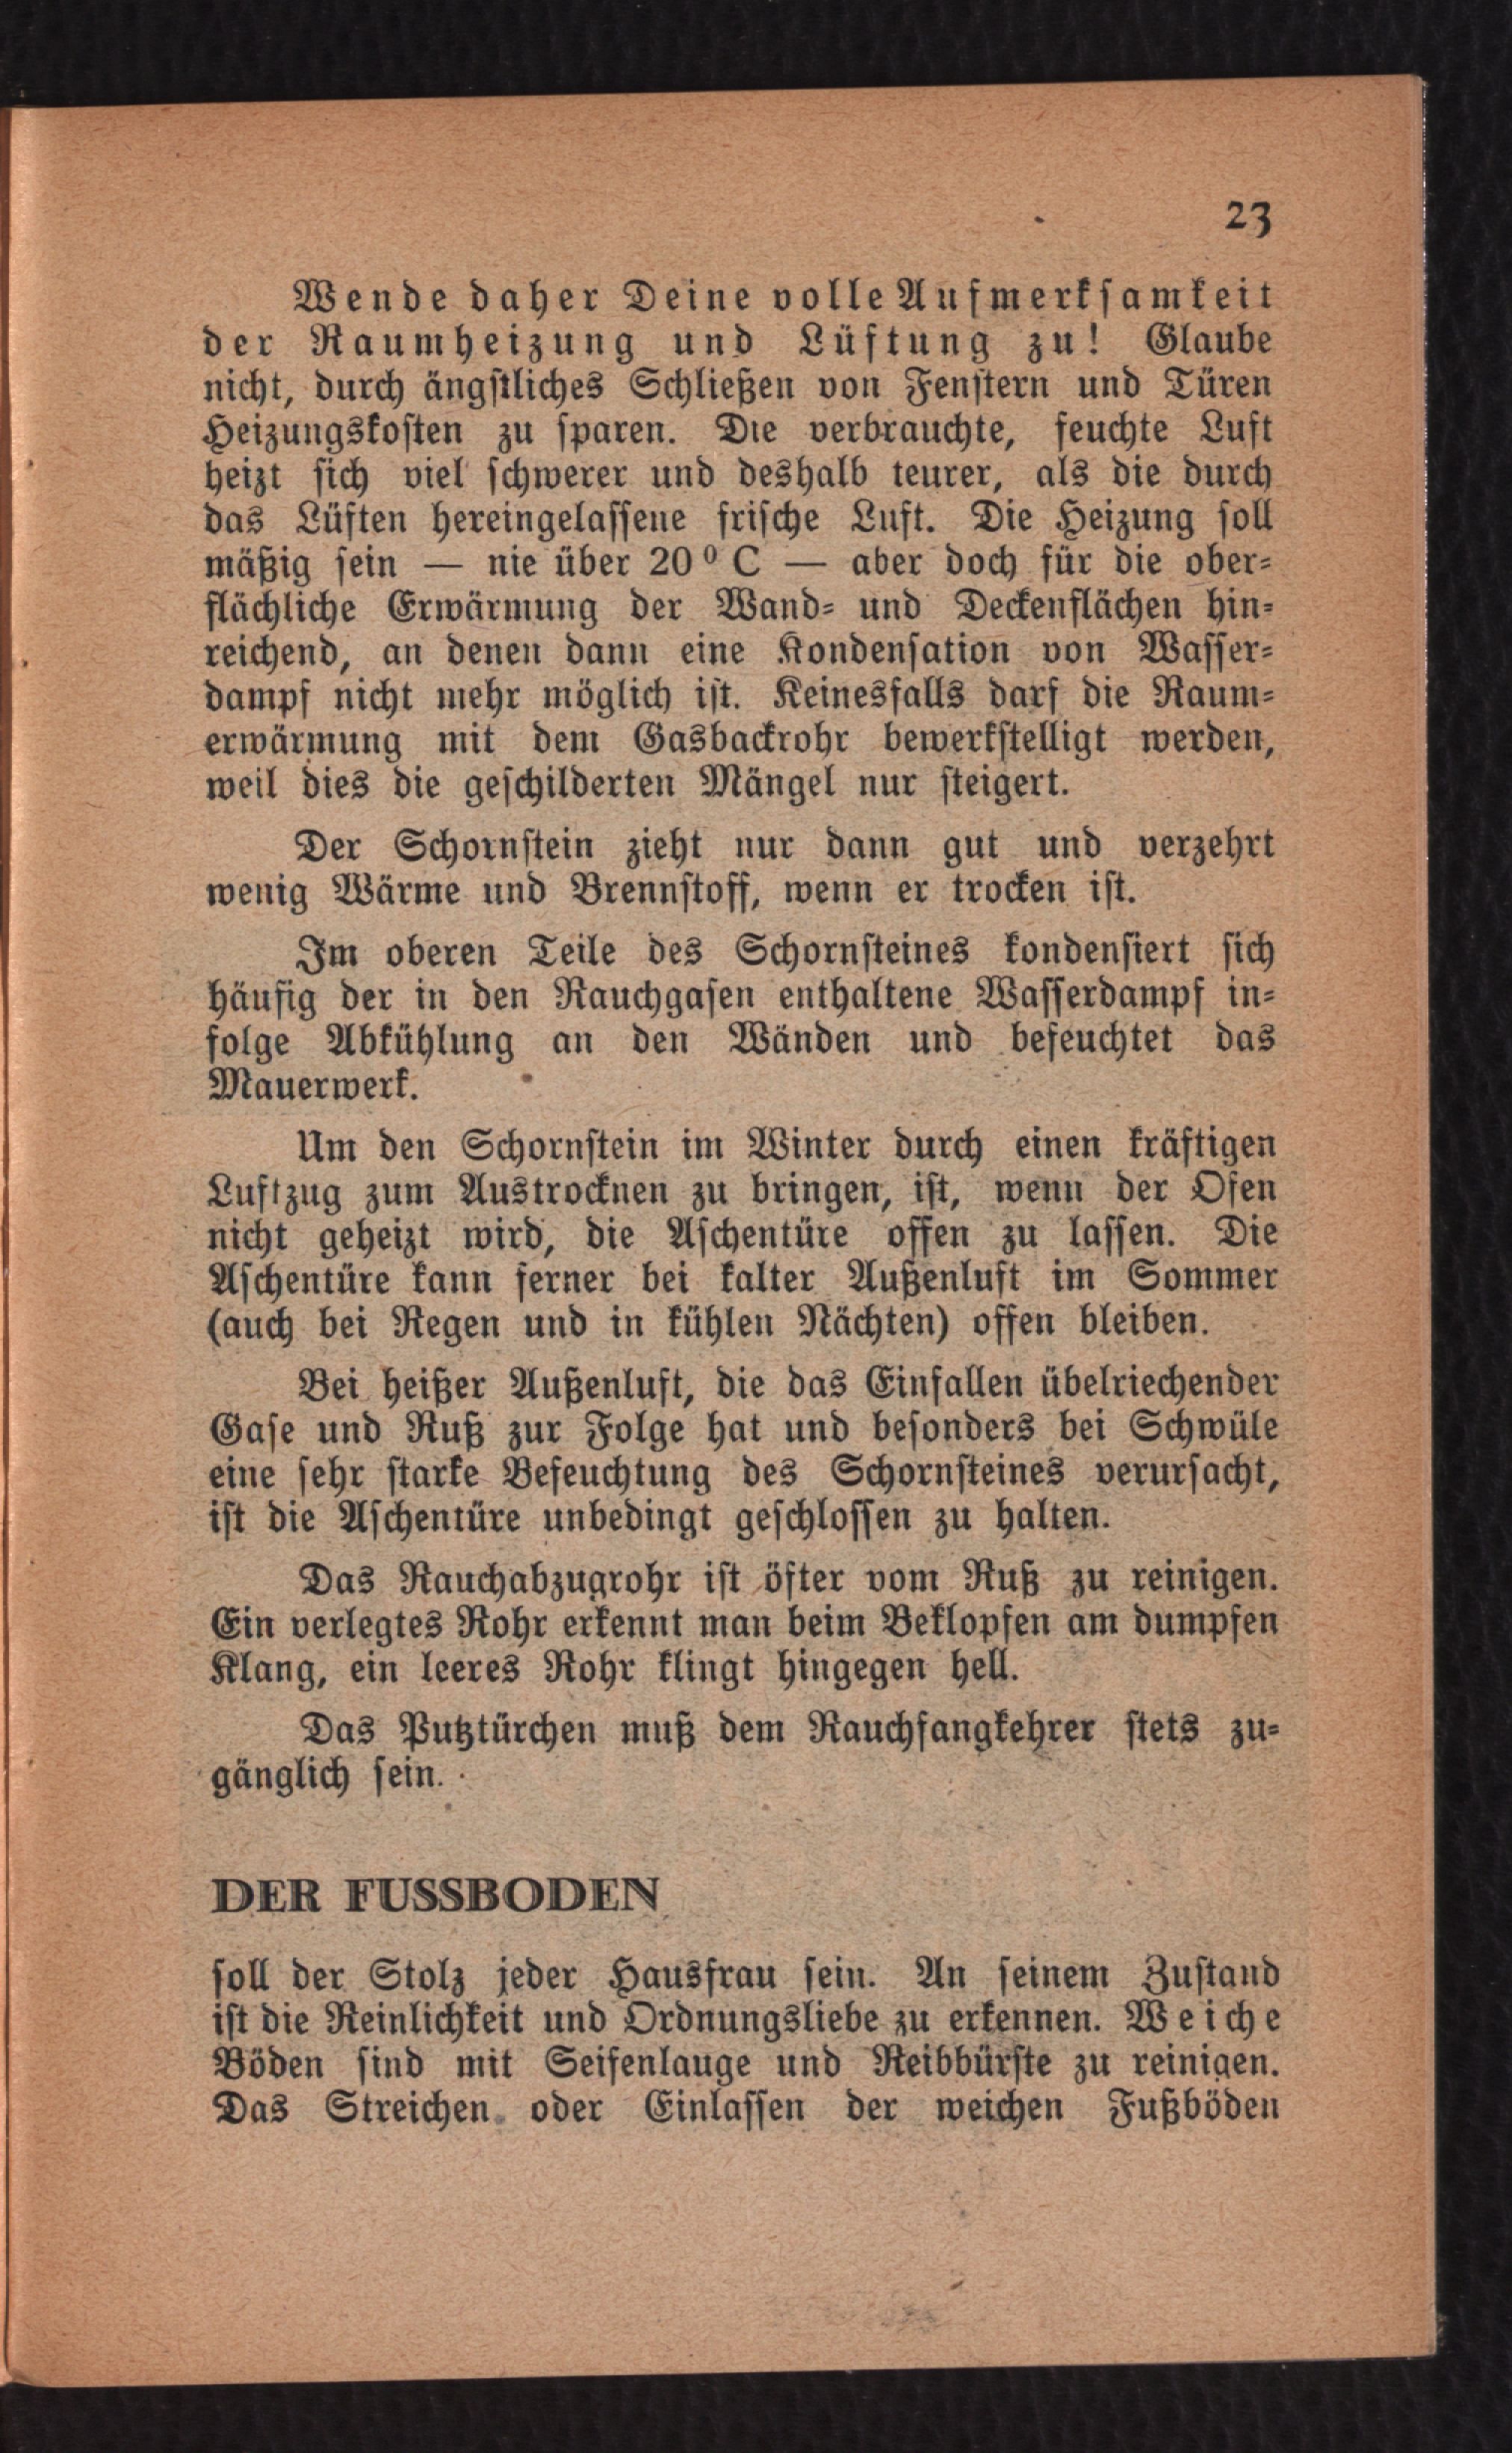 23
Wende daher Deine volle Aufmerksamkeit
der Raumheizung und Lüftung zu! Glaube
nicht, durch ängstliches Schließen von Fenstern und Türen
Heizungskosten zu sparen. Die verbrauchte, feuchte Luft
heizt sich viel schwerer und deshalb teurer, als die durch
das Lüften hereingelassene frische Luft. Die Heizung soll
mäßig sein — nie über 20° C — aber doch für die ober-
flächliche Erwärmung der Wand- und Deckenflächen hin-
reichend, an denen dann eine Kondensation von Wasser-
dampf nicht mehr möglich ist. Keinesfalls darf die Raum-
erwärmung mit dem Gasbackrohr bewerkstelligt werden,
weil dies die geschilderten Mängel nur steigert.
Der Schornstein zieht nur dann gut und verzehrt
wenig Wärme und Brennstoff, wenn er trocken ist.
Im oberen Teile des Schornsteines kondensiert sich
häufig der in den Rauchgasen enthaltene Wasserdampf in-
folge Abkühlung an den Wänden und befeuchtet das
Mauerwerk.
Um den Schornstein im Winter durch einen kräftigen
Luftzug zum Austrocknen zu bringen, ist, wenn der Ofen
nicht geheizt wird, die Aschentüre offen zu lassen. Die
Aschentüre kann ferner bei kalter Außenluft im Sommer
(auch bei Regen und in kühlen Nächten) offen bleiben.
Bei heißer Außenluft, die das Einfallen übelriechender
Gase und Ruß zur Folge hat und besonders bei Schwüle
eine sehr starke Befeuchtung des Schornsteines verursacht,
ist die Aschentüre unbedingt geschlossen zu halten.
Das Rauchabzugrohr ist öfter vom Ruß zu reinigen.
Ein verlegtes Rohr erkennt man beim Beklopfen am dumpfen
Klang, ein leeres Rohr klingt hingegen hell.
Das Putztürchen muß dem Rauchfangkehrer stets zu-
gänglich sein.
DER FUSSBODEN
soll der Stolz jeder Hausfrau sein. An seinem Zustand
ist die Reinlichkeit und Ordnungsliebe zu erkennen. Weiche
Böden sind mit Seifenlauge und Reibbürste zu reinigen.
Das Streichen oder Einlassen der weichen Fußböden